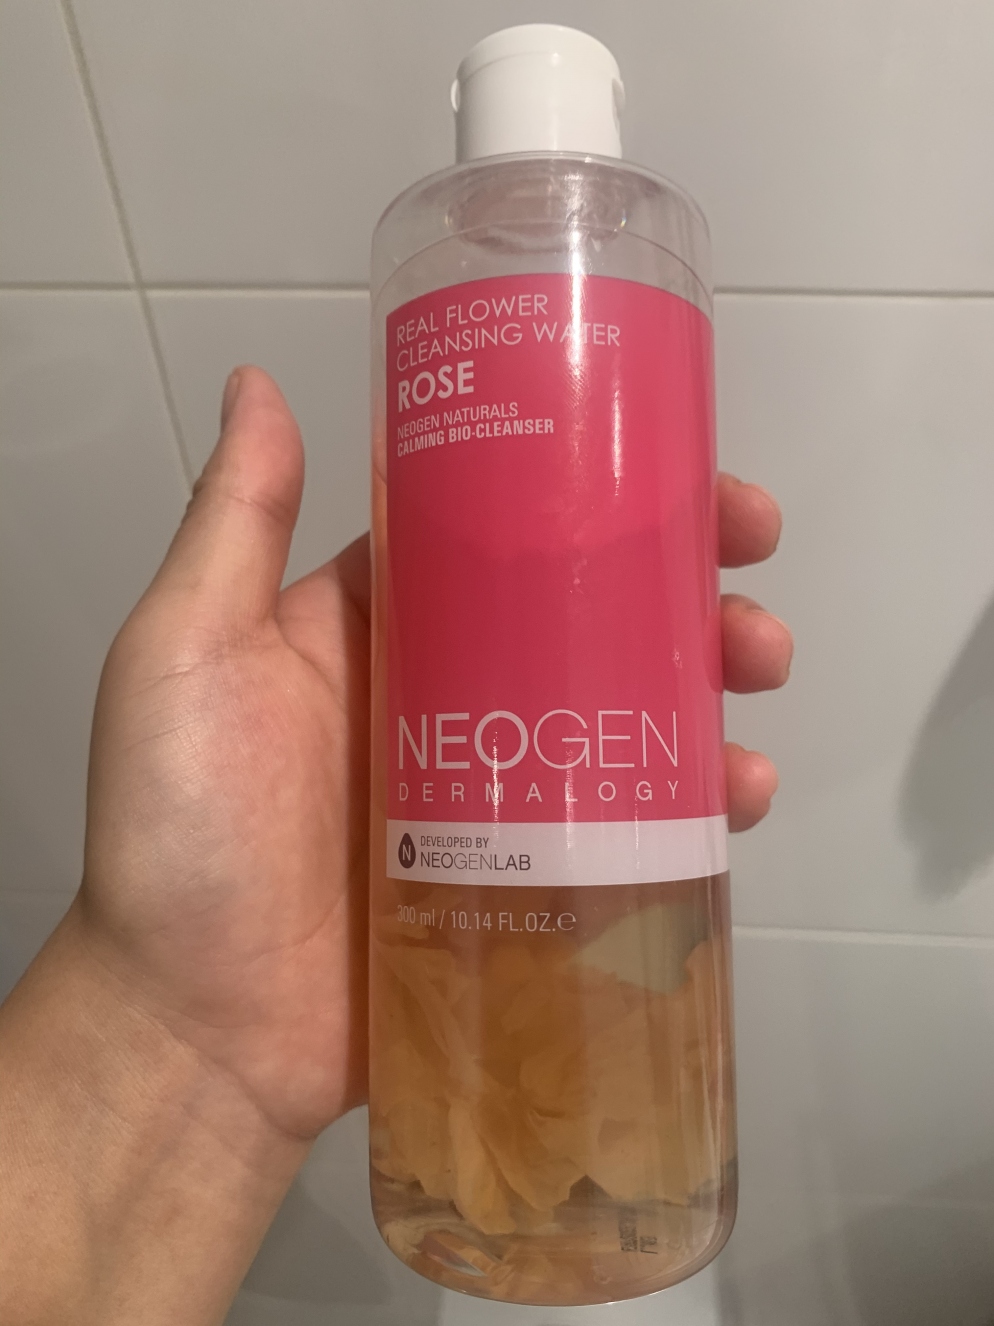 REAL FLOWER
CLEANSING WATER
ROSE
NEOGEN NATURALS
CALMING BIO-CLEANSER
NEOGEN
DERMALOGY
N
DEVELOPED BY
NEOGENLAB
300 ml / 10.14 FL.OZ.℮